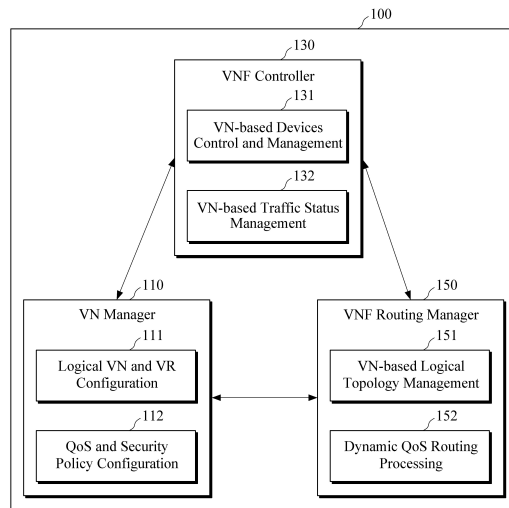 100
130
VNF Controller
131
VN-based Devices
Control and Management
132
VN-based Traffic Status
Management
110
VN Manager
111
Logical VN and VR
Configuration
112
QoS and Security
Policy Configuration
150
VNF Routing Manager
151
VN-based Logical
Topology Management
152
Dynamic QoS Routing
Processing